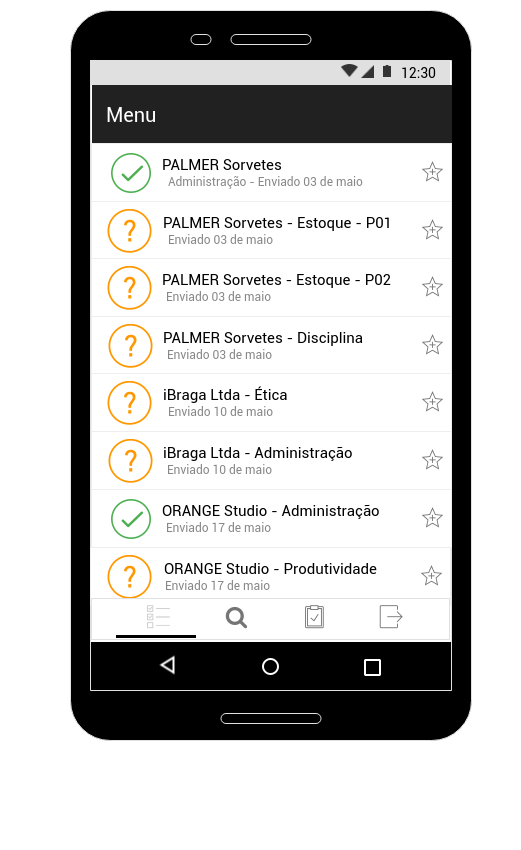 12:30
Menu
PALMER Sorvetes
Administração - Enviado 03 de maio
PALMER Sorvetes - Estoque - P01
Enviado 03 de maio
PALMER Sorvetes - Estoque - P02
Enviado 03 de maio
PALMER Sorvetes - Disciplina
Enviado 03 de maio
iBraga Ltda - Ética
Enviado 10 de maio
iBraga Ltda - Administração
Enviado 10 de maio
ORANGE Studio - Administração
Enviado 17 de maio
ORANGE Studio - Produtividade
Enviado 17 de maio